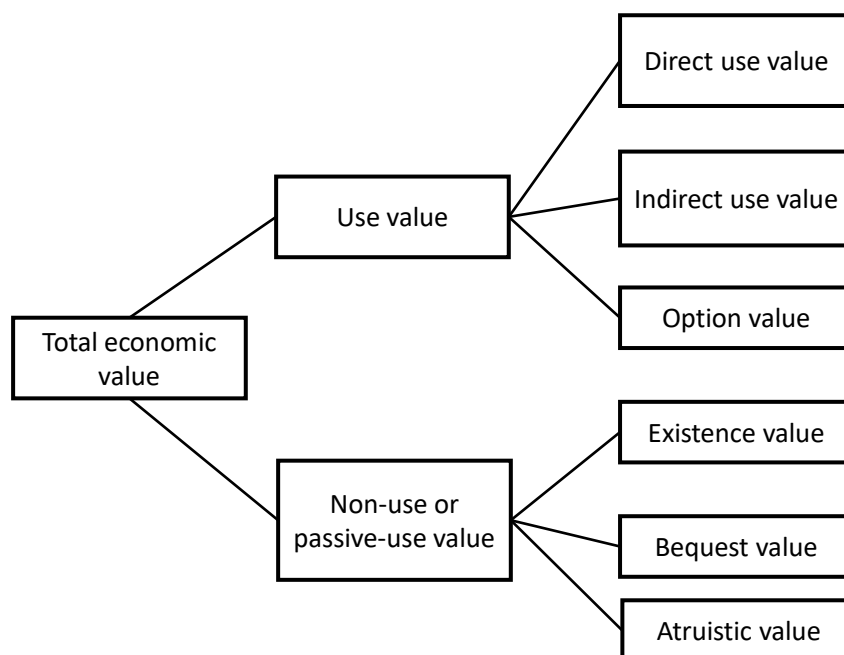 Direct use value
Indirect use value
Use value
Option value
Total economic
value
Existence value
Non-use or
passive-use value
Bequest value
Atruistic value